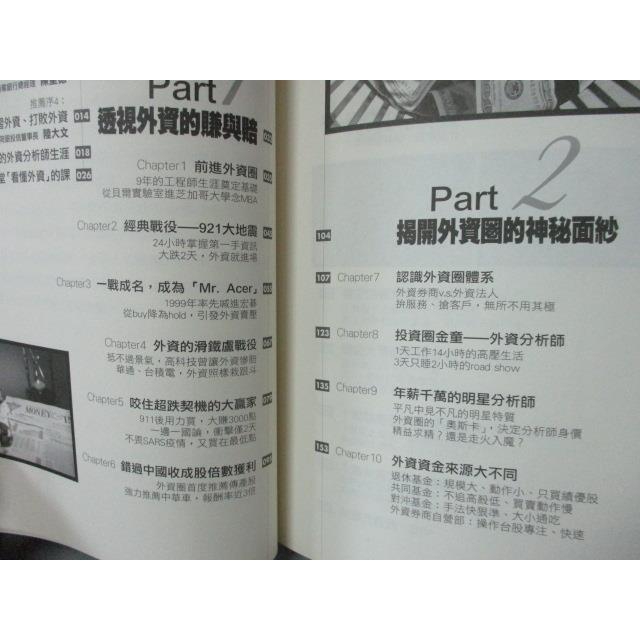 推薦序4:
外資、打敗外資 014
投信董事長 陸大文
的外資分析師生涯 018
堂「看懂外資」的課 026
Part 1
透視外資的賺與賠
Chapter1 前進外資圈
9年的工程師生涯奠定基礎
從貝爾實驗室進芝加哥大學念MBA
Chapter2 經典戰役——921大地震
24小時掌握第一手資訊
大跌2天,外資就進場
Chapter3 一戰成名,成為「Mr. Acer」
1999年率先喊進宏碁
從buy降為hold,引發外資賣壓
Chapter4 外資的滑鐵盧戰役
抵不過景氣,高科技曾讓外資慘賠
華通、台積電,外資照樣救跟斗
Chapter5 咬住超跌契機的大贏家
911後用力買,大賺3000點
一邊一國論,衝擊僅2天
不畏SARS疫情,又買在最低點
Chapter6 錯過中國收成股倍數獲利
外資圈首度推薦傳產股
強力推薦中華車,報酬率近3倍
MONEY
Part 2
104 揭開外資圈的神秘面紗
107 Chapter7 認識外資圈體系
外資券商v.s.外資法人
拚服務、搶客戶,無所不用其極
123 Chapter8 投資圈金童——外資分析師
1天工作14小時的高壓生活
3天只睡2小時的road show
135 Chapter9 年薪千萬的明星分析師
平凡中見不凡的明星特質
外資圈的「奧斯卡」,決定分析師身價
精益求精?還是走火入魔?
153 Chapter10 外資資金來源大不同
退休基金:規模大、動作小、只買績優股
共同基金:不追高殺低、買賣動作慢
對沖基金:手法快狠準、大小通吃
外資券商自營部:操作台股專注、快速